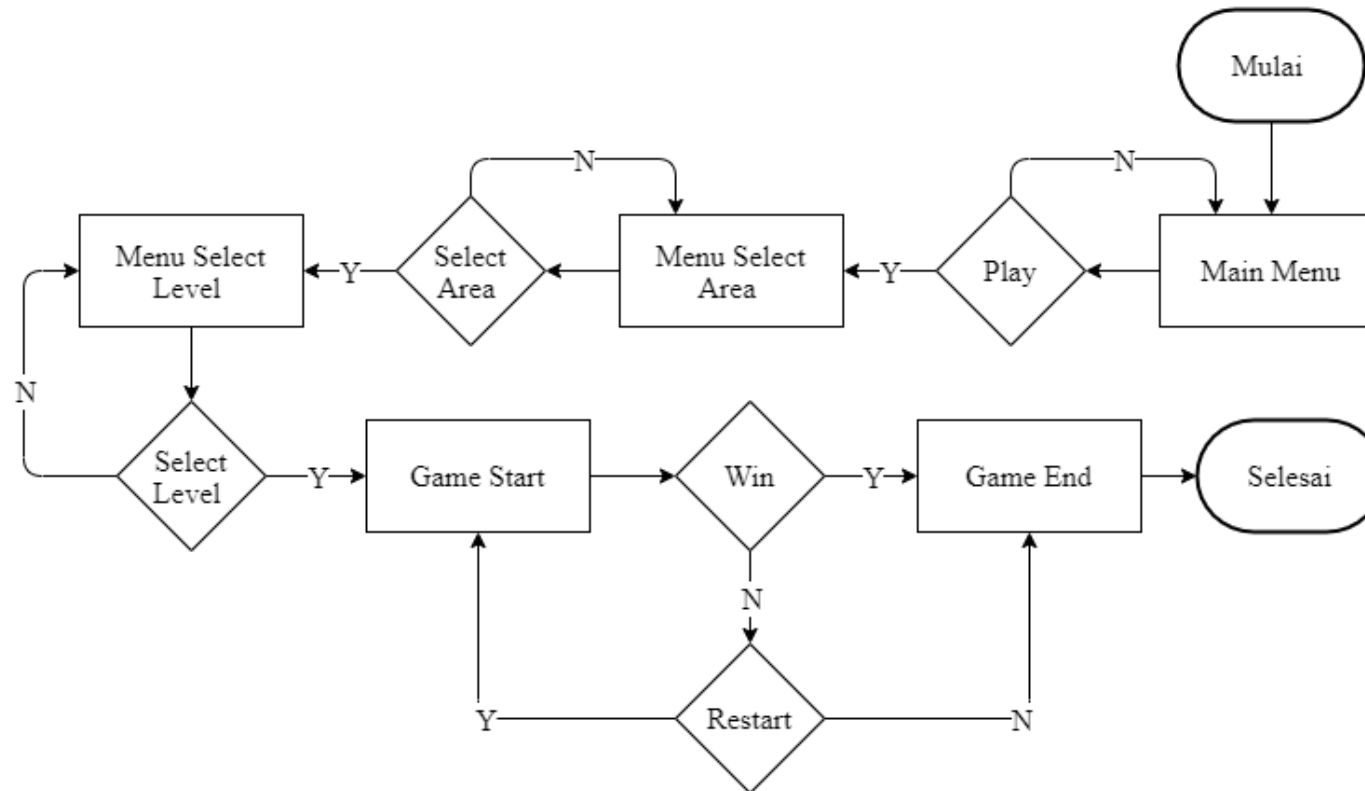 Mulai
N
N
Menu Select
Level
Y
Select
Area
Menu Select
Area
Y
Play
Main Menu
N
Select
Level
Y
Game Start
Win
Y
Game End
Selesai
N
Y
Restart
N